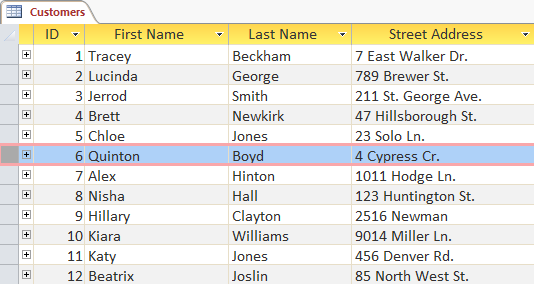 Customers
ID First Name Last Name Street Address
1 Tracey Beckham 7 East Walker Dr.
2 Lucinda George 789 Brewer St.
3 Jerrod Smith 211 St. George Ave.
4 Brett Newkirk 47 Hillsborough St.
5 Chloe Jones 23 Solo Ln.
6 Quinton Boyd 4 Cypress Cr.
7 Alex Hinton 1011 Hodge Ln.
8 Nisha Hall 123 Huntington St.
9 Hillary Clayton 2516 Newman
10 Kiara Williams 9014 Miller Ln.
11 Katy Jones 456 Denver Rd.
12 Beatrix Joslin 85 North West St.